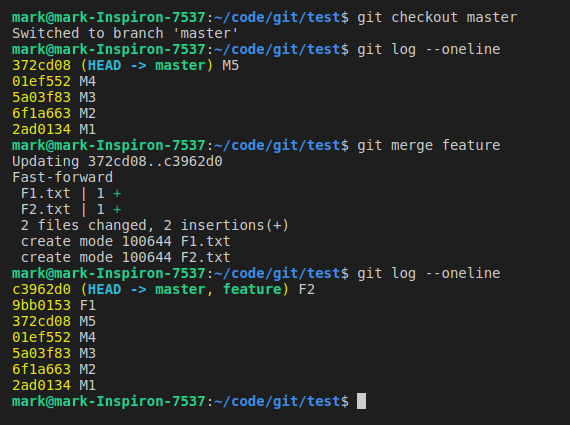 mark@mark-Inspiron-7537:~/code/git/test$ git checkout master
Switched to branch 'master'
mark@mark-Inspiron-7537:~/code/git/test$ git log --oneline
372cd08 (HEAD -> master) M5
01ef552 M4
5a03f83 M3
6f1a663 M2
2ad0134 M1
mark@mark-Inspiron-7537:~/code/git/test$ git merge feature
Updating 372cd08..c3962d0
Fast-forward
 F1.txt | 1 +
 F2.txt | 1 +
 2 files changed, 2 insertions(+)
 create mode 100644 F1.txt
 create mode 100644 F2.txt
mark@mark-Inspiron-7537:~/code/git/test$ git log --oneline
c3962d0 (HEAD -> master, feature) F2
9bb0153 F1
372cd08 M5
01ef552 M4
5a03f83 M3
6f1a663 M2
2ad0134 M1
mark@mark-Inspiron-7537:~/code/git/test$